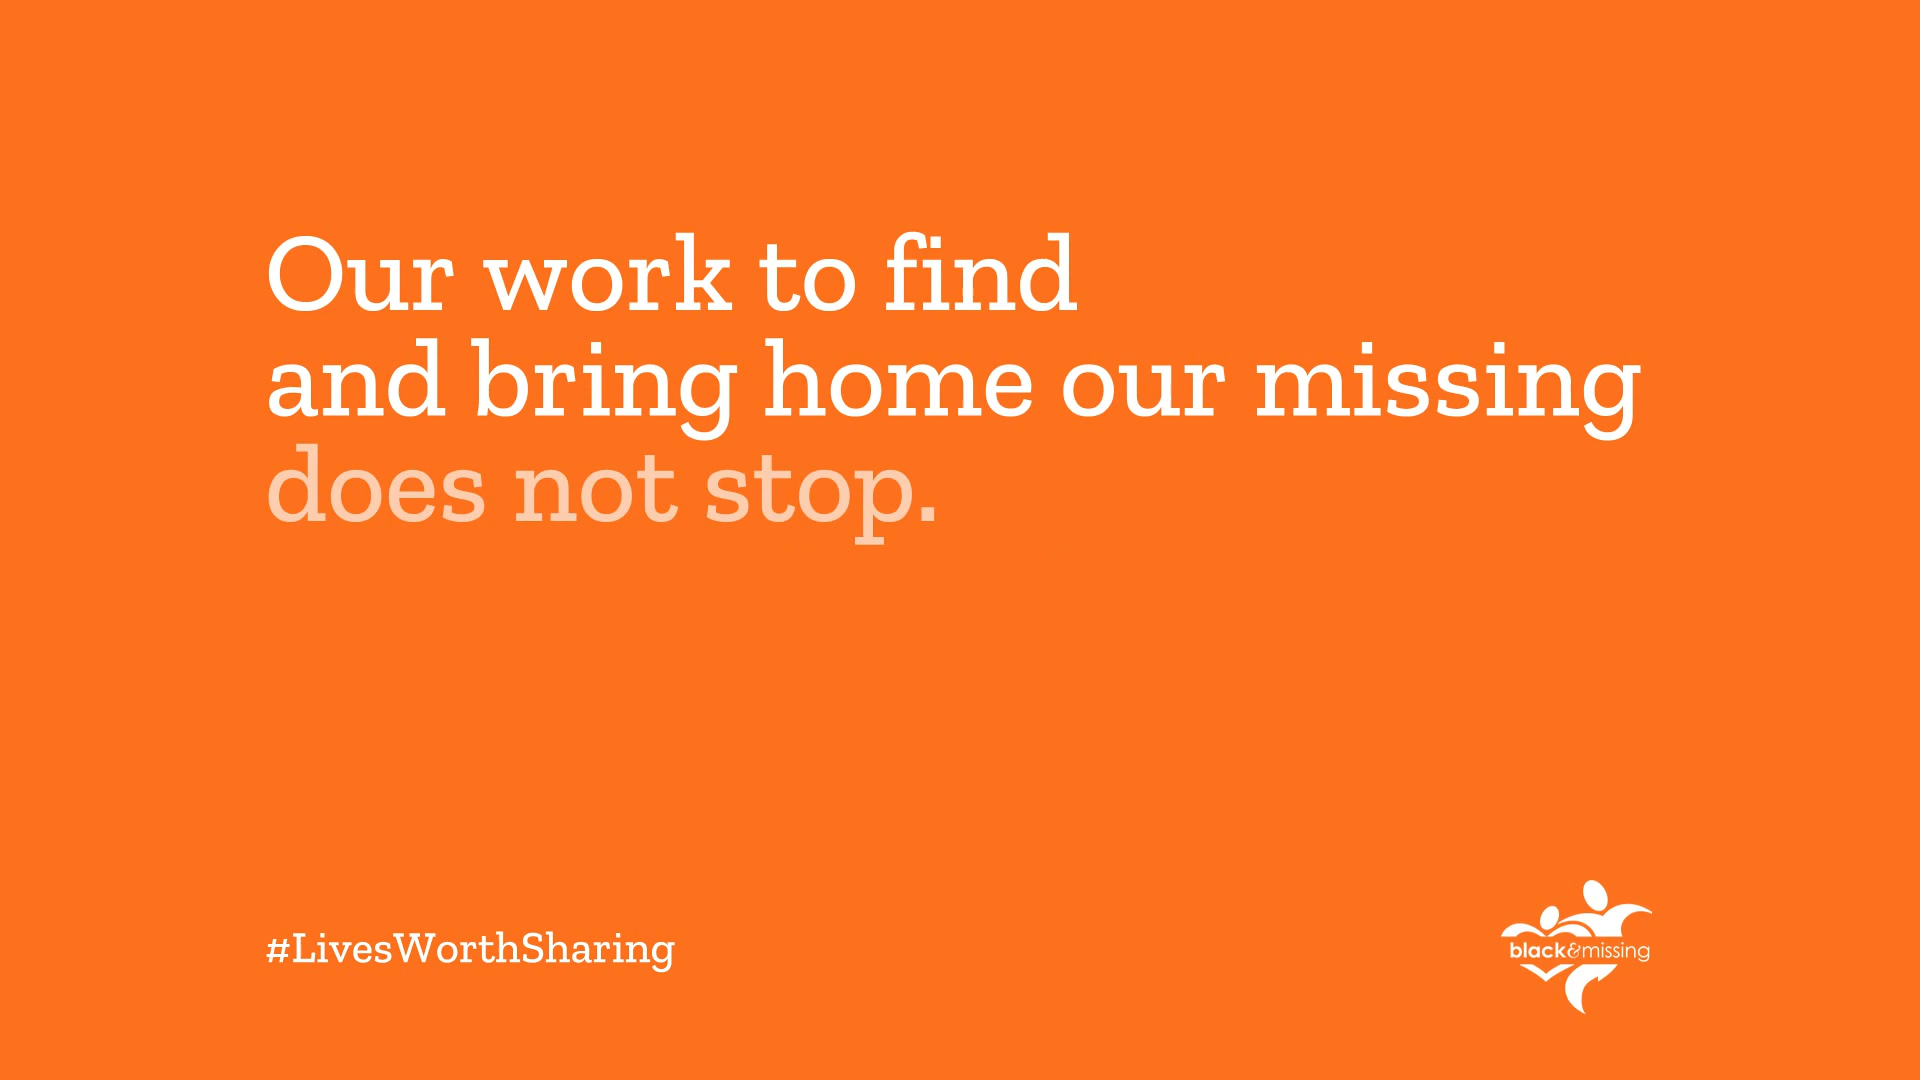 Our work to find
and bring home our missing
does not stop.
#LivesWorthSharing
black&missing